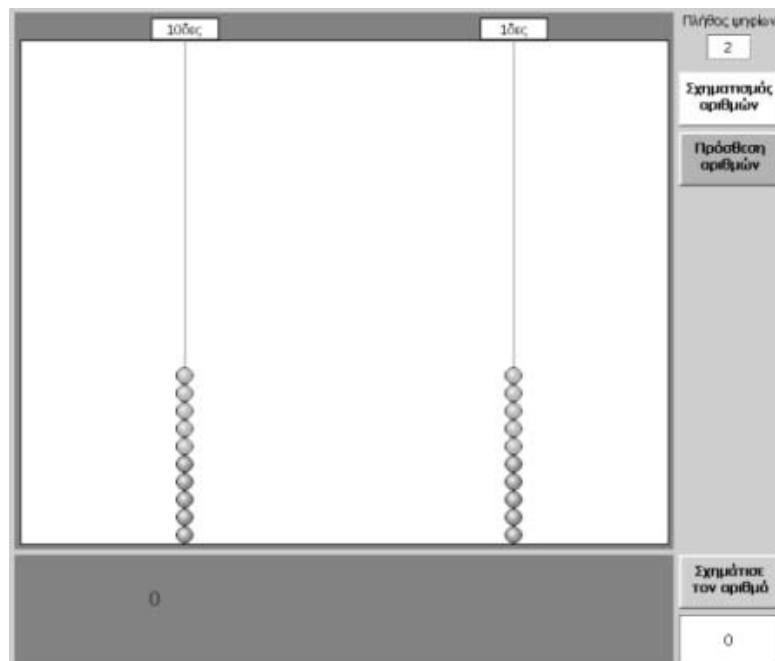 10δες
1δες
Πλήθος ψηφίων
2
Σχηματισμός
αριθμών
Πρόσθεση
αριθμών
0
Σχημάτισε
τον αριθμό
0